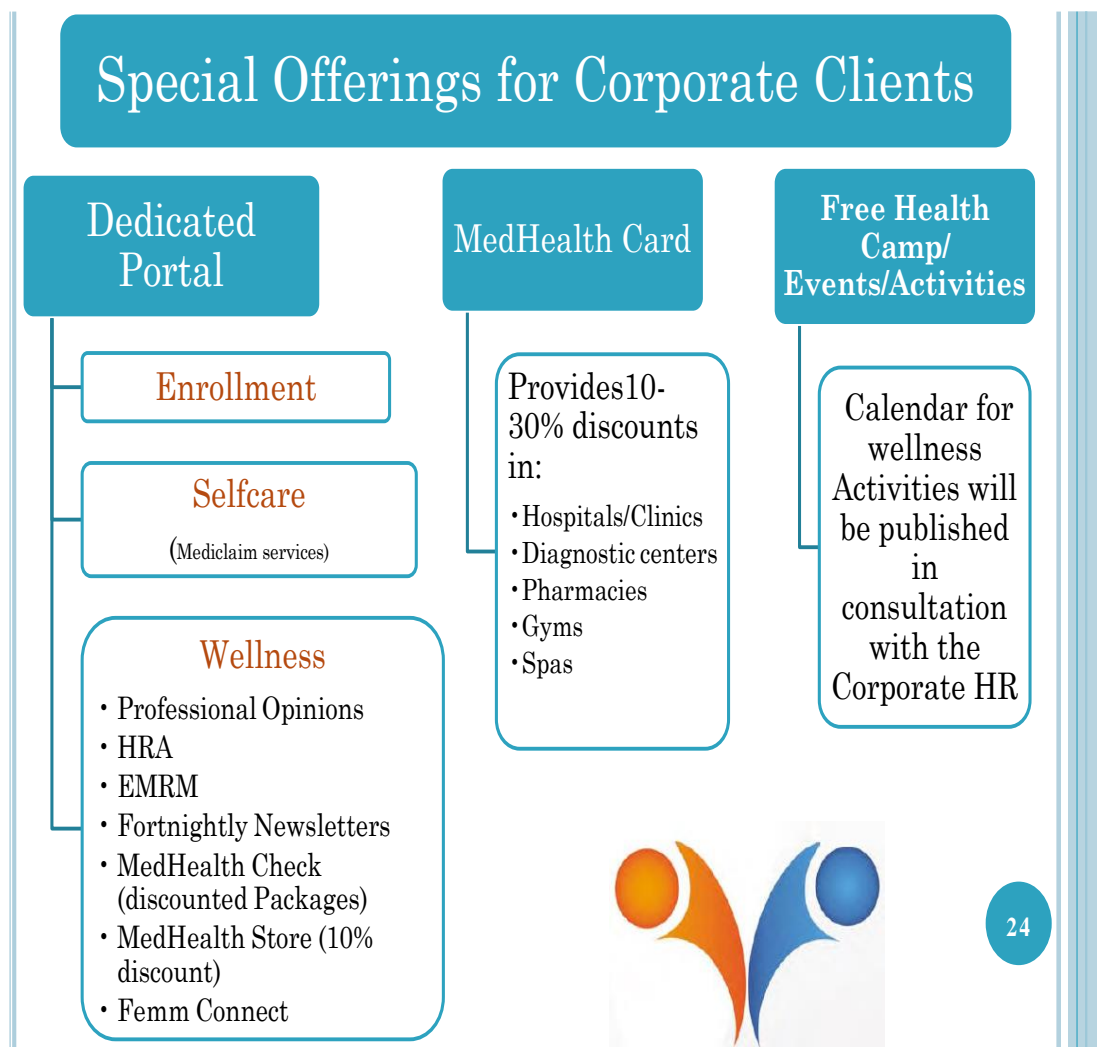 Special Offerings for Corporate Clients
Dedicated
Portal
Enrollment
Selfcare
(Mediclaim services)
Wellness
• Professional Opinions
• HRA
• EMRM
• Fortnightly Newsletters
• MedHealth Check
(discounted Packages)
• MedHealth Store (10%
discount)
• Femm Connect
MedHealth Card
Provides10-
30% discounts
in:
•Hospitals/Clinics
•Diagnostic centers
•Pharmacies
•Gyms
•Spas
Free Health
Camp/
Events/Activities
Calendar for
wellness
Activities will
be published
in
consultation
with the
Corporate HR
24